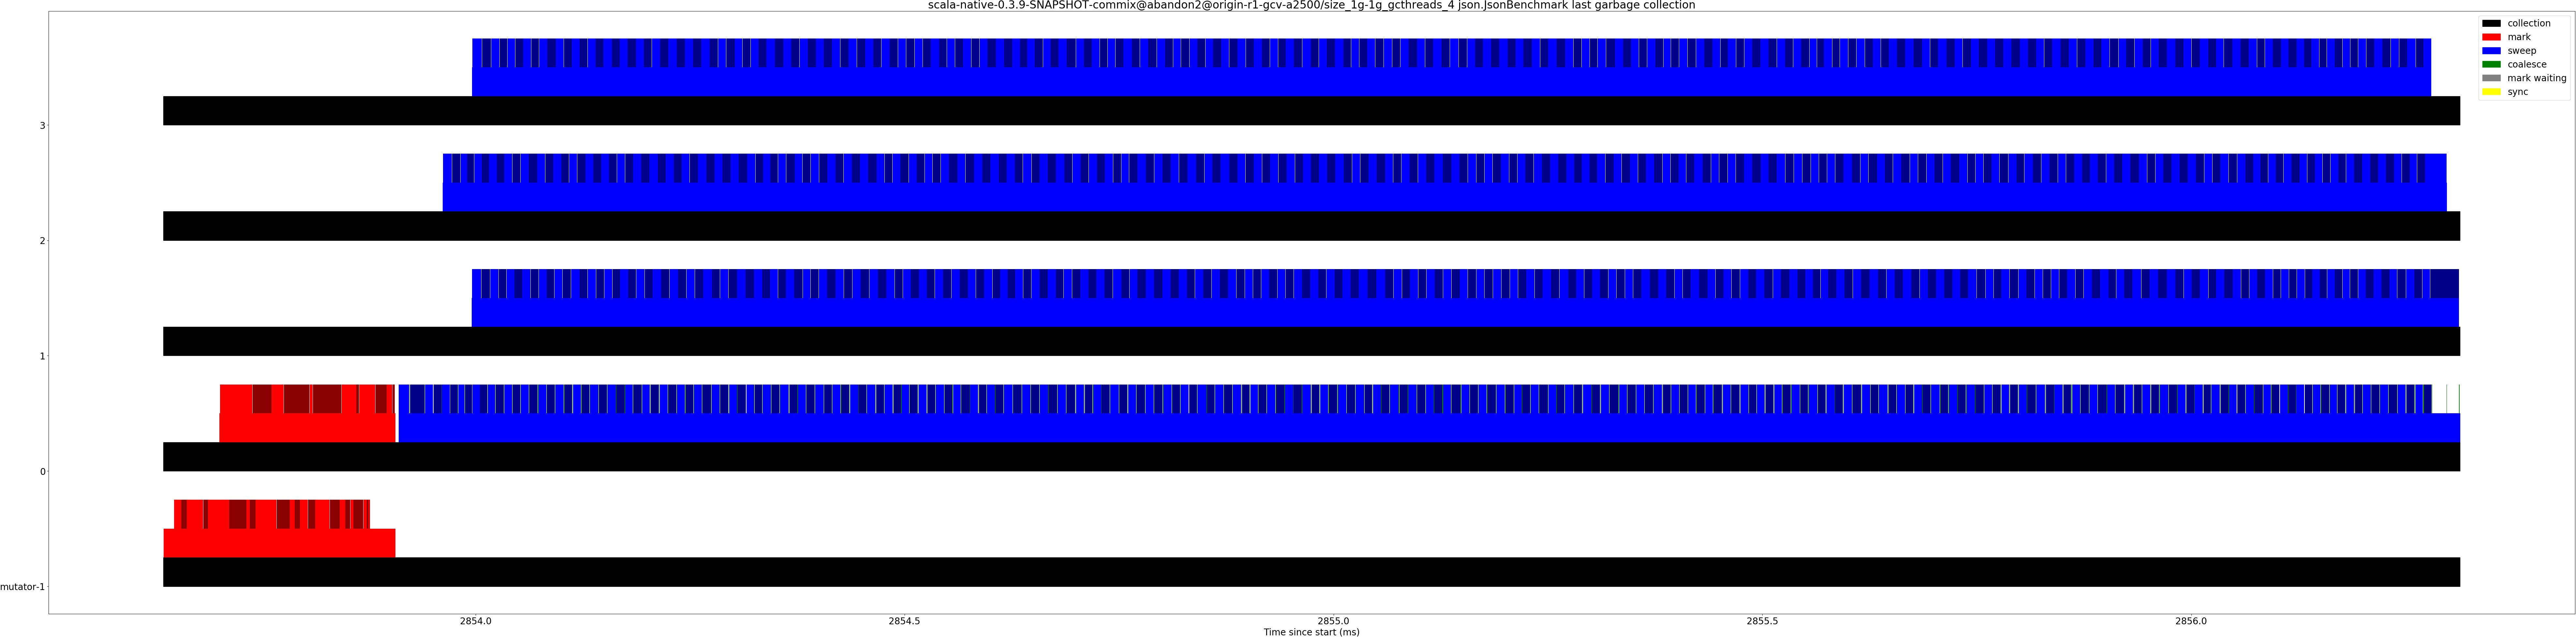 scala-native-0.3.9-SNAPSHOT-commix@abandon2@origin-r1-gcv-a2500/size_1g-1g_gcthreads_4 json.JsonBenchmark last garbage collection
collection
mark
sweep
coalesce
mark waiting
sync
3
2
1
0
mutator-1
2854.0 2854.5 2855.0 2855.5 2856.0
Time since start (ms)